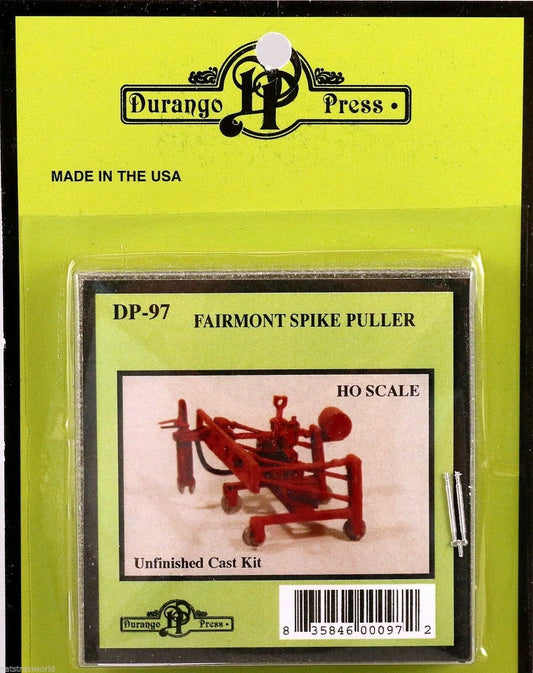 Durango Press
MADE IN THE USA
DP-97 FAIRMONT SPIKE PULLER
HO SCALE
Unfinished Cast Kit
Durango Press
8 35846 00097 2